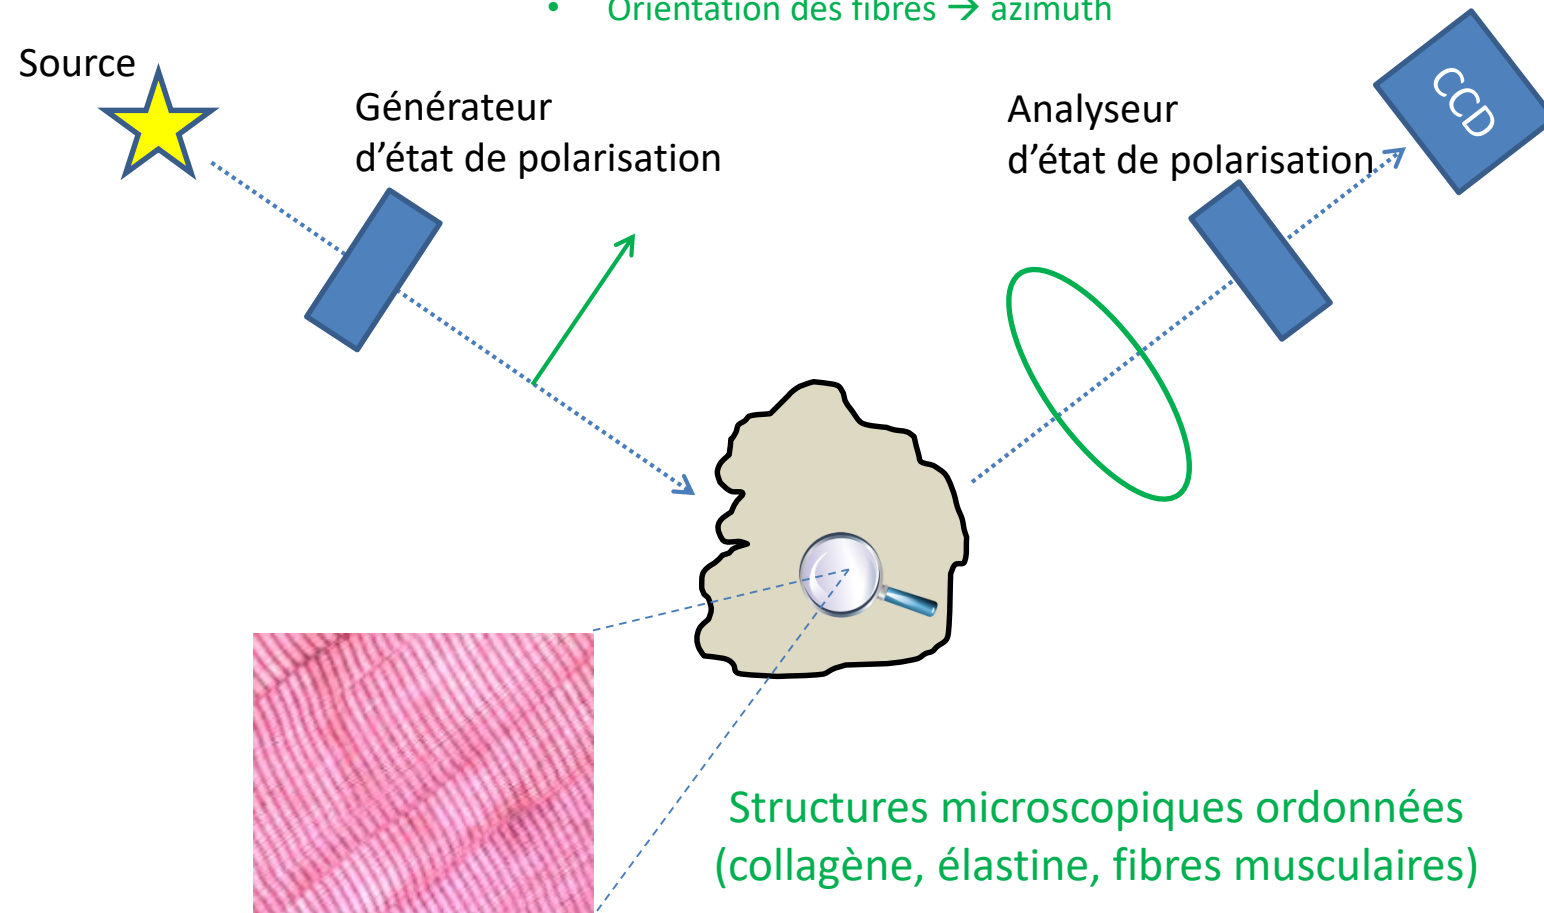 • Orientation des fibres → azimuth
Source
Générateur
d’état de polarisation
Analyseur
d’état de polarisation
CCD
Structures microscopiques ordonnées
(collagène, élastine, fibres musculaires)